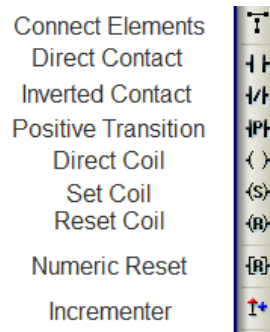 Connect Elements
Direct Contact
Inverted Contact
Positive Transition
P
Direct Coil
Set Coil
(S)
Reset Coil
(R)
Numeric Reset
[R]
Incrementer